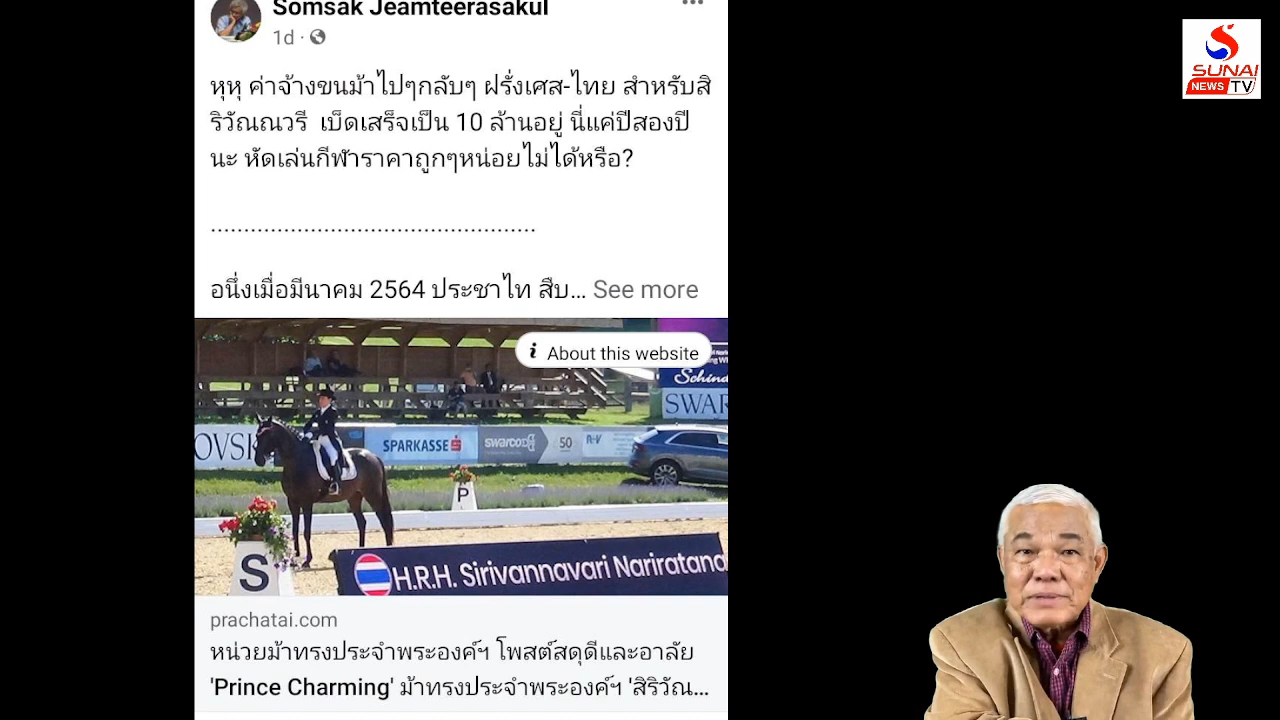 Somsak Jeamteerasakul
1d ·
หุหุ ค่าจ้างขนม้าไปๆกลับๆ ฝรั่งเศส-ไทย สำหรับสิ
ริวัณณวรี เบ็ดเสร็จเป็น 10 ล้านอยู่ นี่แค่ปีสองปี
นะ หัดเล่นกีฬาราคาถูกๆหน่อยไม่ได้หรือ?
.................................................
อนึ่งเมื่อมีนาคม 2564 ประชาไท สืบ... See more
About this website
Schind
SWAR
OVSK
SPARKASSE
swarco
50
P
S
H.R.H. Sirivannavari Nariratana
prachatai.com
หน่วยม้าทรงประจำพระองค์ฯ โพสต์สดุดีและอาลัย
'Prince Charming' ม้าทรงประจำพระองค์ฯ 'สิริวัณ...
SUNAI
NEWS TV